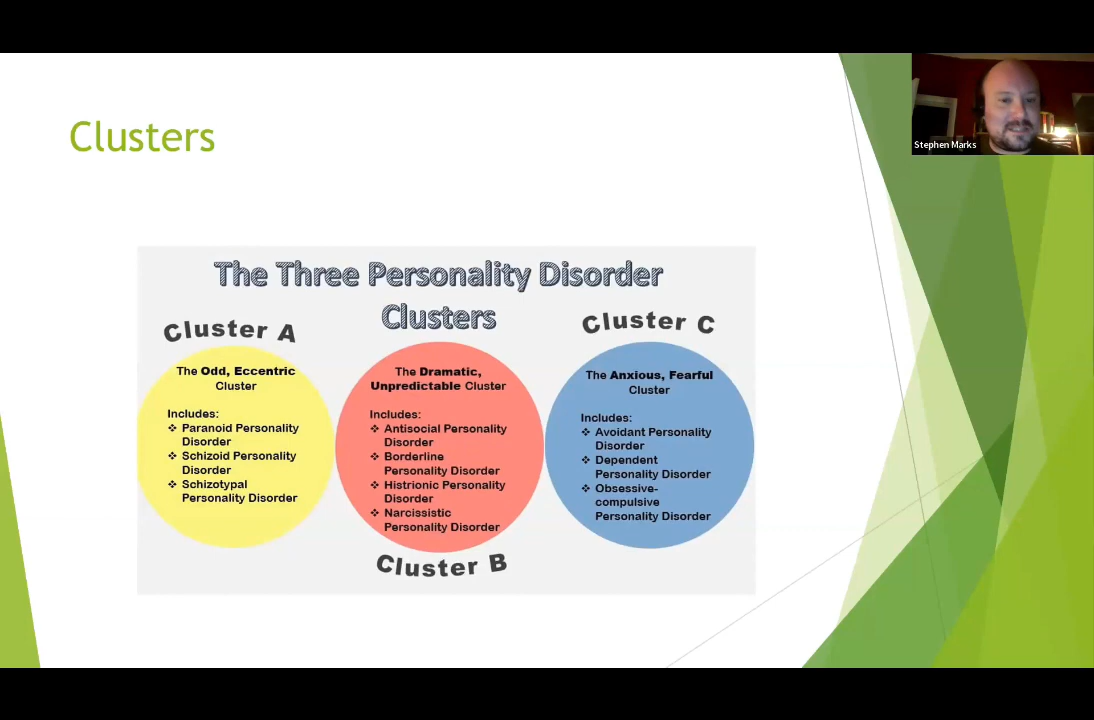 Clusters
Stephen Marks
The Three Personality Disorder
Clusters
Cluster A
The Odd, Eccentric
Cluster
Includes:
❖ Paranoid Personality
Disorder
❖ Schizoid Personality
Disorder
❖ Schizotypal
Personality Disorder
The Dramatic,
Unpredictable Cluster
Includes:
❖ Antisocial Personality
Disorder
❖ Borderline
Personality Disorder
❖ Histrionic Personality
Disorder
❖ Narcissistic
Personality Disorder
Cluster B
Cluster C
The Anxious, Fearful
Cluster
Includes:
❖ Avoidant Personality
Disorder
❖ Dependent
Personality Disorder
❖ Obsessive-
compulsive
Personality Disorder